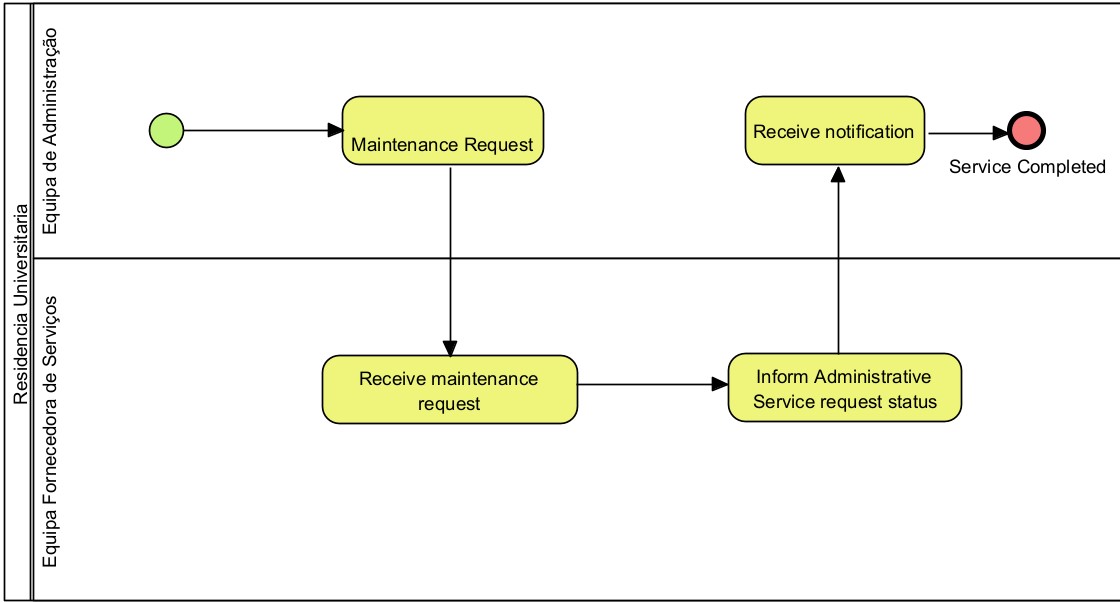 Residencia Universitaria
Equipa de Administração
Maintenance Request
Receive notification
Service Completed
Equipa Fornecedora de Serviços
Receive maintenance
request
Inform Administrative
Service request status